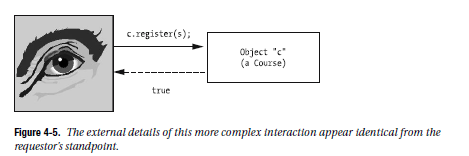 c.register(s);
Object "c"
(a Course)
true
Figure 4-5. The external details of this more complex interaction appear identical from the
requestor's standpoint.